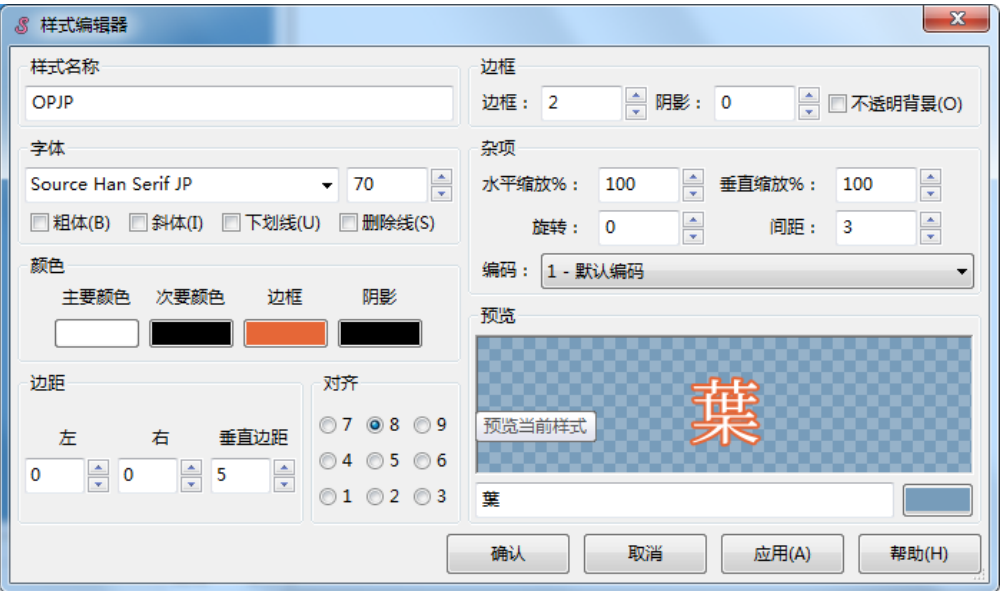 样式编辑器
样式名称
OPJP
字体
Source Han Serif JP 70
粗体(B) 斜体(I) 下划线(U) 删除线(S)
颜色
主要颜色 次要颜色 边框 阴影
边距
左 右 垂直边距
0 0 5
对齐
7 8 9
4 5 6
1 2 3
边框
边框： 2 阴影： 0 不透明背景(O)
杂项
水平缩放%： 100 垂直缩放%： 100
旋转： 0 间距： 3
编码： 1 - 默认编码
预览
葉
预览当前样式
葉
确认 取消 应用(A) 帮助(H)